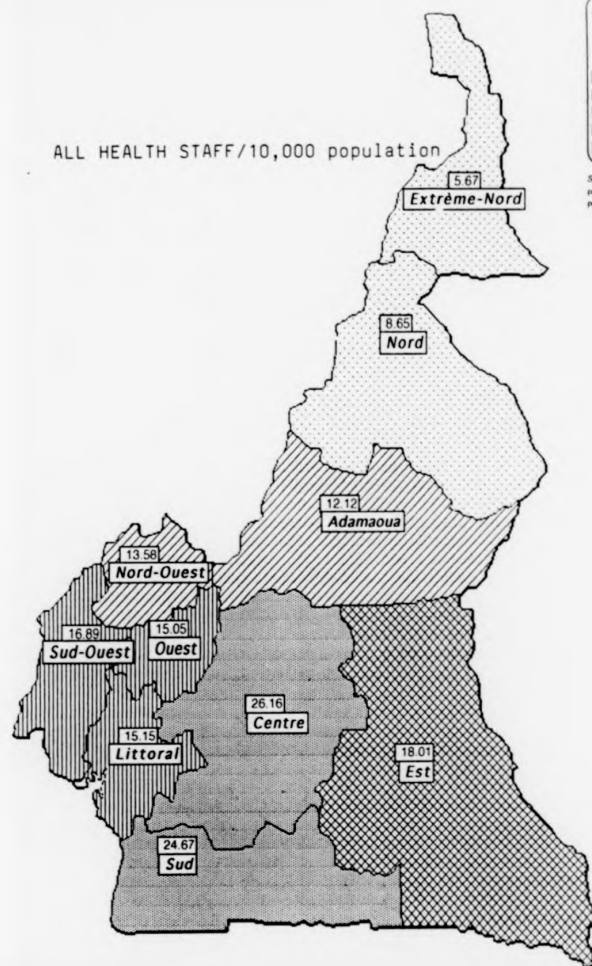 ALL HEALTH STAFF/10,000 population
5.67
Extrème-Nord
8.65
Nord
12.12
Adamaoua
13.58
Nord-Ouest
16.89
Sud-Ouest
15.05
Ouest
26.16
Centre
15.15
Littoral
18.01
Est
24.67
Sud